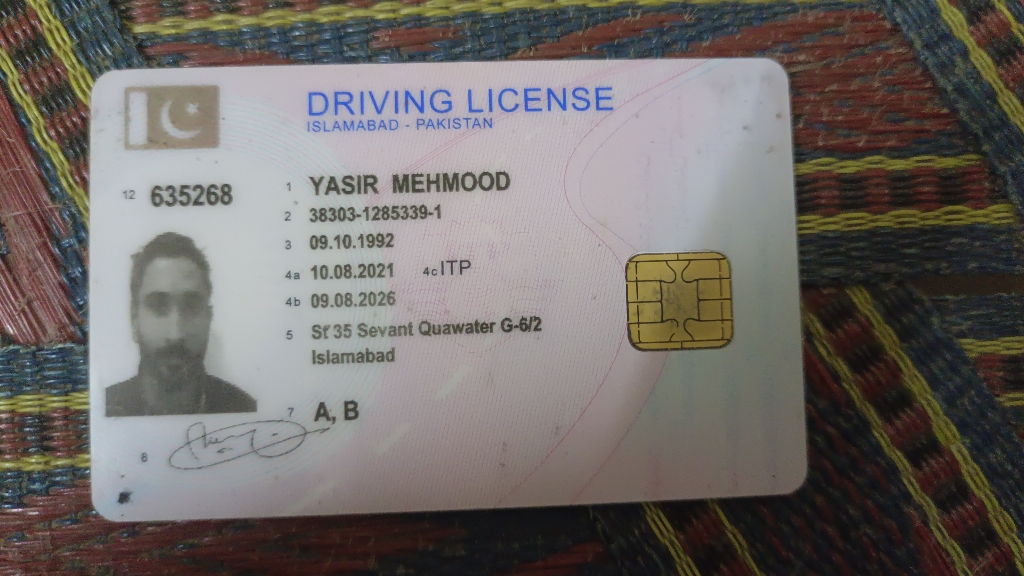 DRIVING LICENSE
ISLAMABAD - PAKISTAN
12 635268
1 YASIR MEHMOOD
2 38303-1285339-1
3 09.10.1992
4a 10.08.2021 4c ITP
4b 09.08.2026
5 St 35 Sevant Quawater G-6/2
Islamabad
7 A, B
8